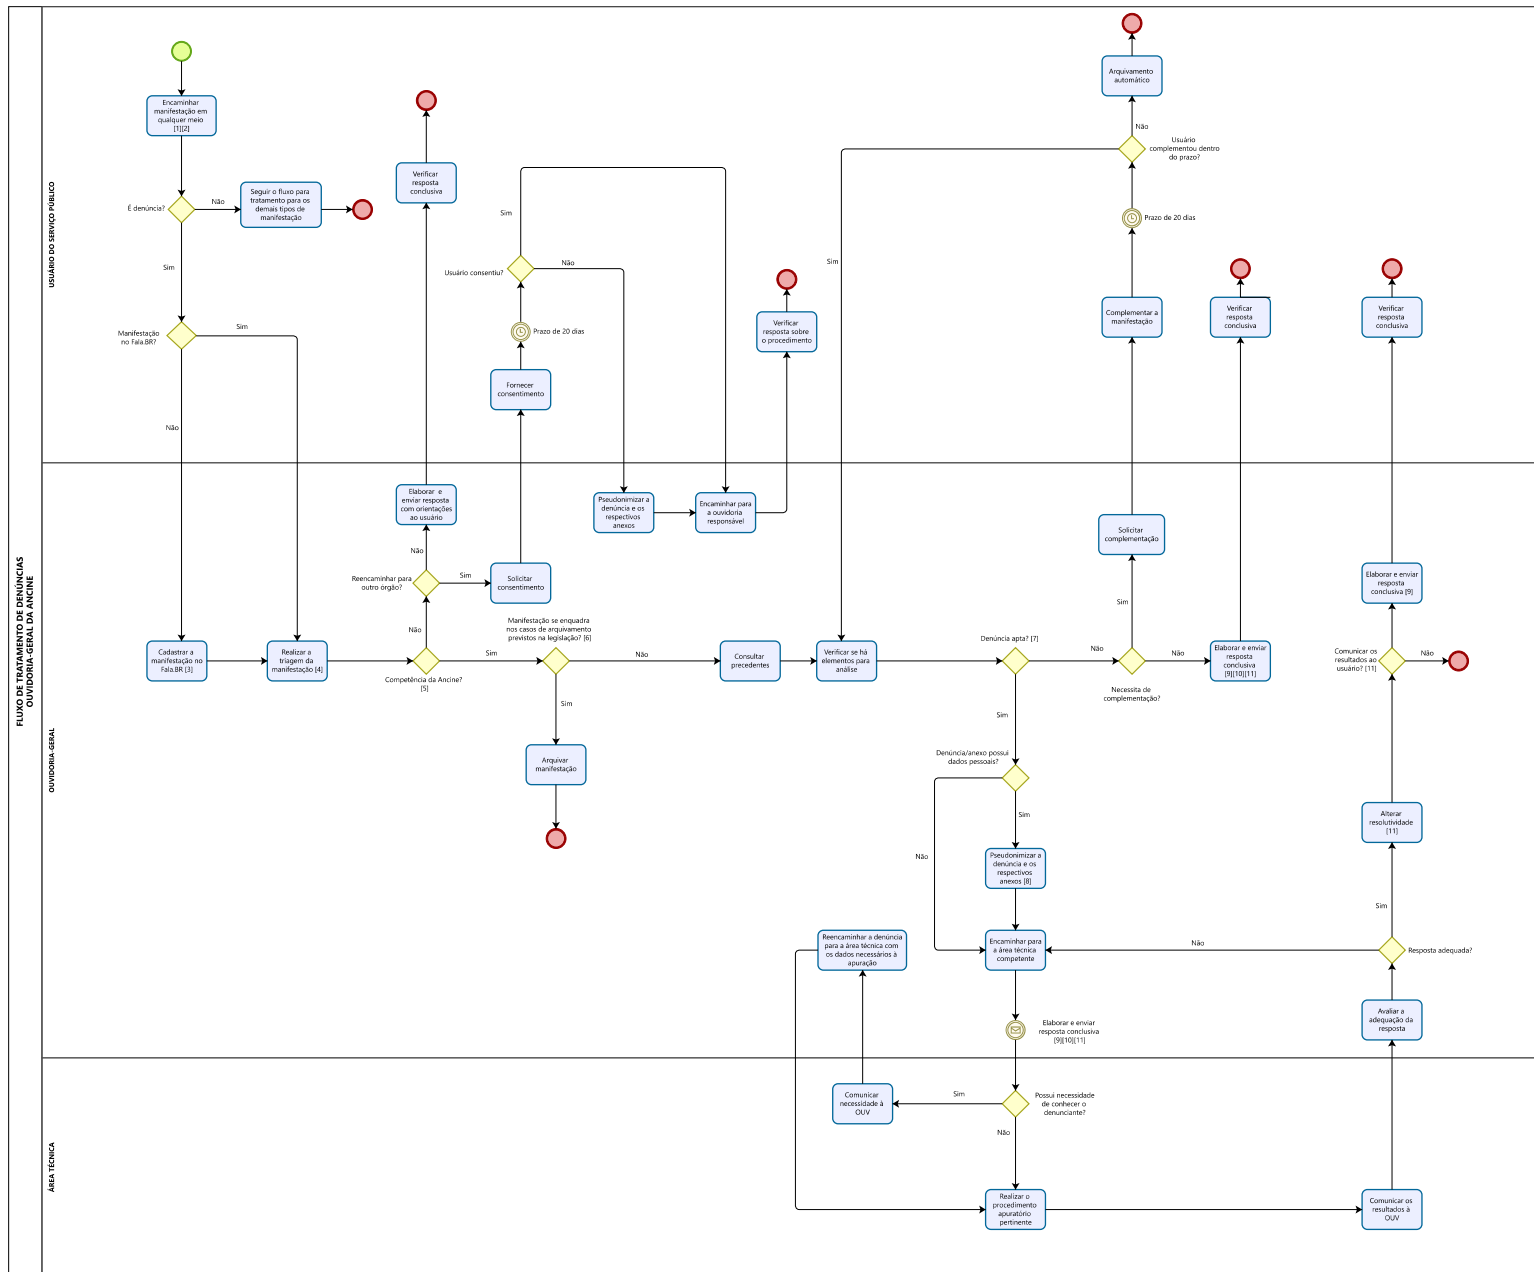 FLUXO DE TRATAMENTO DE DENÚNCIAS
OUVIDORIA-GERAL DA ANCINE
USUÁRIO DO SERVIÇO PÚBLICO
Encaminhar
manifestação em
qualquer meio
[1][2]
É denúncia?
Não
Seguir o fluxo para
tratamento para os
demais tipos de
manifestação
Sim
Manifestação
no Fala.BR?
Sim
Não
Verificar
resposta
conclusiva
Sim
Usuário consentiu?
Não
Prazo de 20 dias
Fornecer
consentimento
Verificar
resposta sobre
o procedimento
Arquivamento
automático
Não
Usuário
complementou dentro
do prazo?
Sim
Prazo de 20 dias
Complementar a
manifestação
Verificar
resposta
conclusiva
Verificar
resposta
conclusiva
OUVIDORIA-GERAL
Elaborar e
enviar resposta
com orientações
ao usuário
Não
Reencaminhar para
outro órgão?
Sim
Solicitar
consentimento
Pseudonimizar a
denúncia e os
respectivos
anexos
Encaminhar para
a ouvidoria
responsável
Cadastrar a
manifestação no
Fala.BR [3]
Realizar a
triagem da
manifestação [4]
Não
Competência da Ancine?
[5]
Sim
Manifestação se enquadra
nos casos de arquivamento
previstos na legislação? [6]
Não
Sim
Arquivar
manifestação
Consultar
precedentes
Verificar se há
elementos para
análise
Denúncia apta? [7]
Não
Sim
Solicitar
complementação
Sim
Necessita de
complementação?
Não
Elaborar e enviar
resposta
conclusiva
[9][10][11]
Denúncia/anexo possui
dados pessoais?
Sim
Não
Pseudonimizar a
denúncia e os
respectivos
anexos [8]
Encaminhar para
a área técnica
competente
Elaborar e enviar
resposta conclusiva
[9][10][11]
Reencaminhar a denúncia
para a área técnica com
os dados necessários à
apuração
Elaborar e enviar
resposta
conclusiva [9]
Comunicar os
resultados ao
usuário? [11]
Não
Alterar
resolutividade
[11]
Sim
Não
Resposta adequada?
Avaliar a
adequação da
resposta
ÁREA TÉCNICA
Comunicar
necessidade à
OUV
Sim
Possui necessidade
de conhecer o
denunciante?
Não
Realizar o
procedimento
apuratório
pertinente
Comunicar os
resultados à
OUV